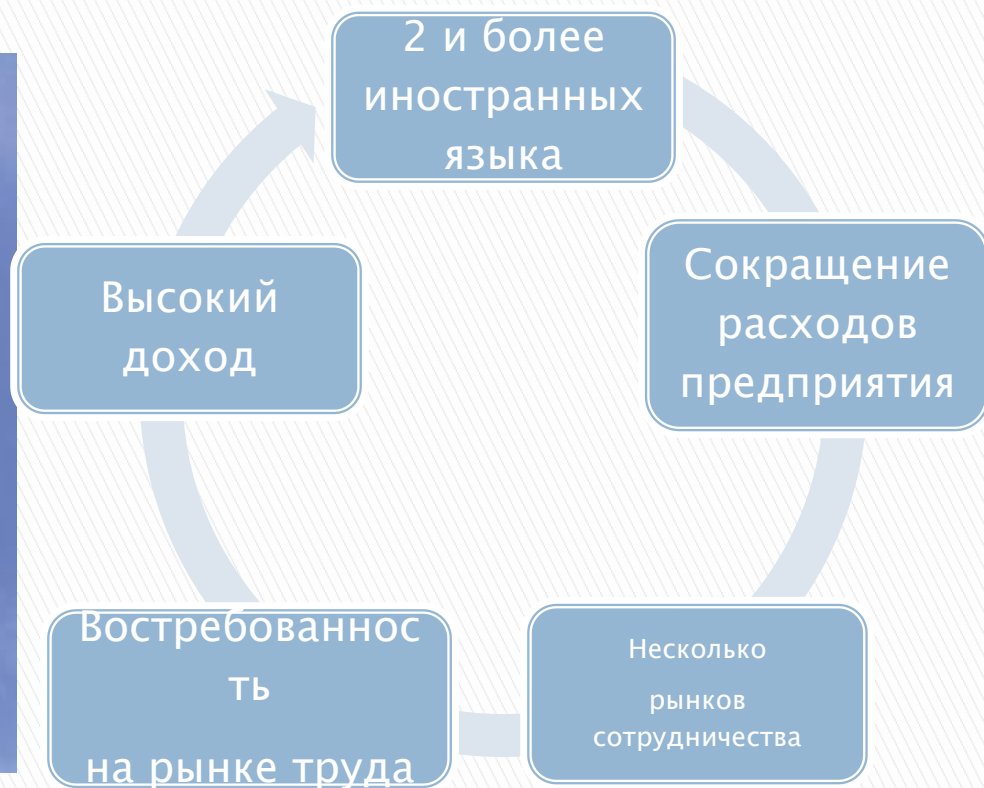 2 и более
иностранных
языка
Сокращение
расходов
предприятия
Несколько
рынков
сотрудничества
Востребованнос
ть
на рынке труда
Высокий
доход